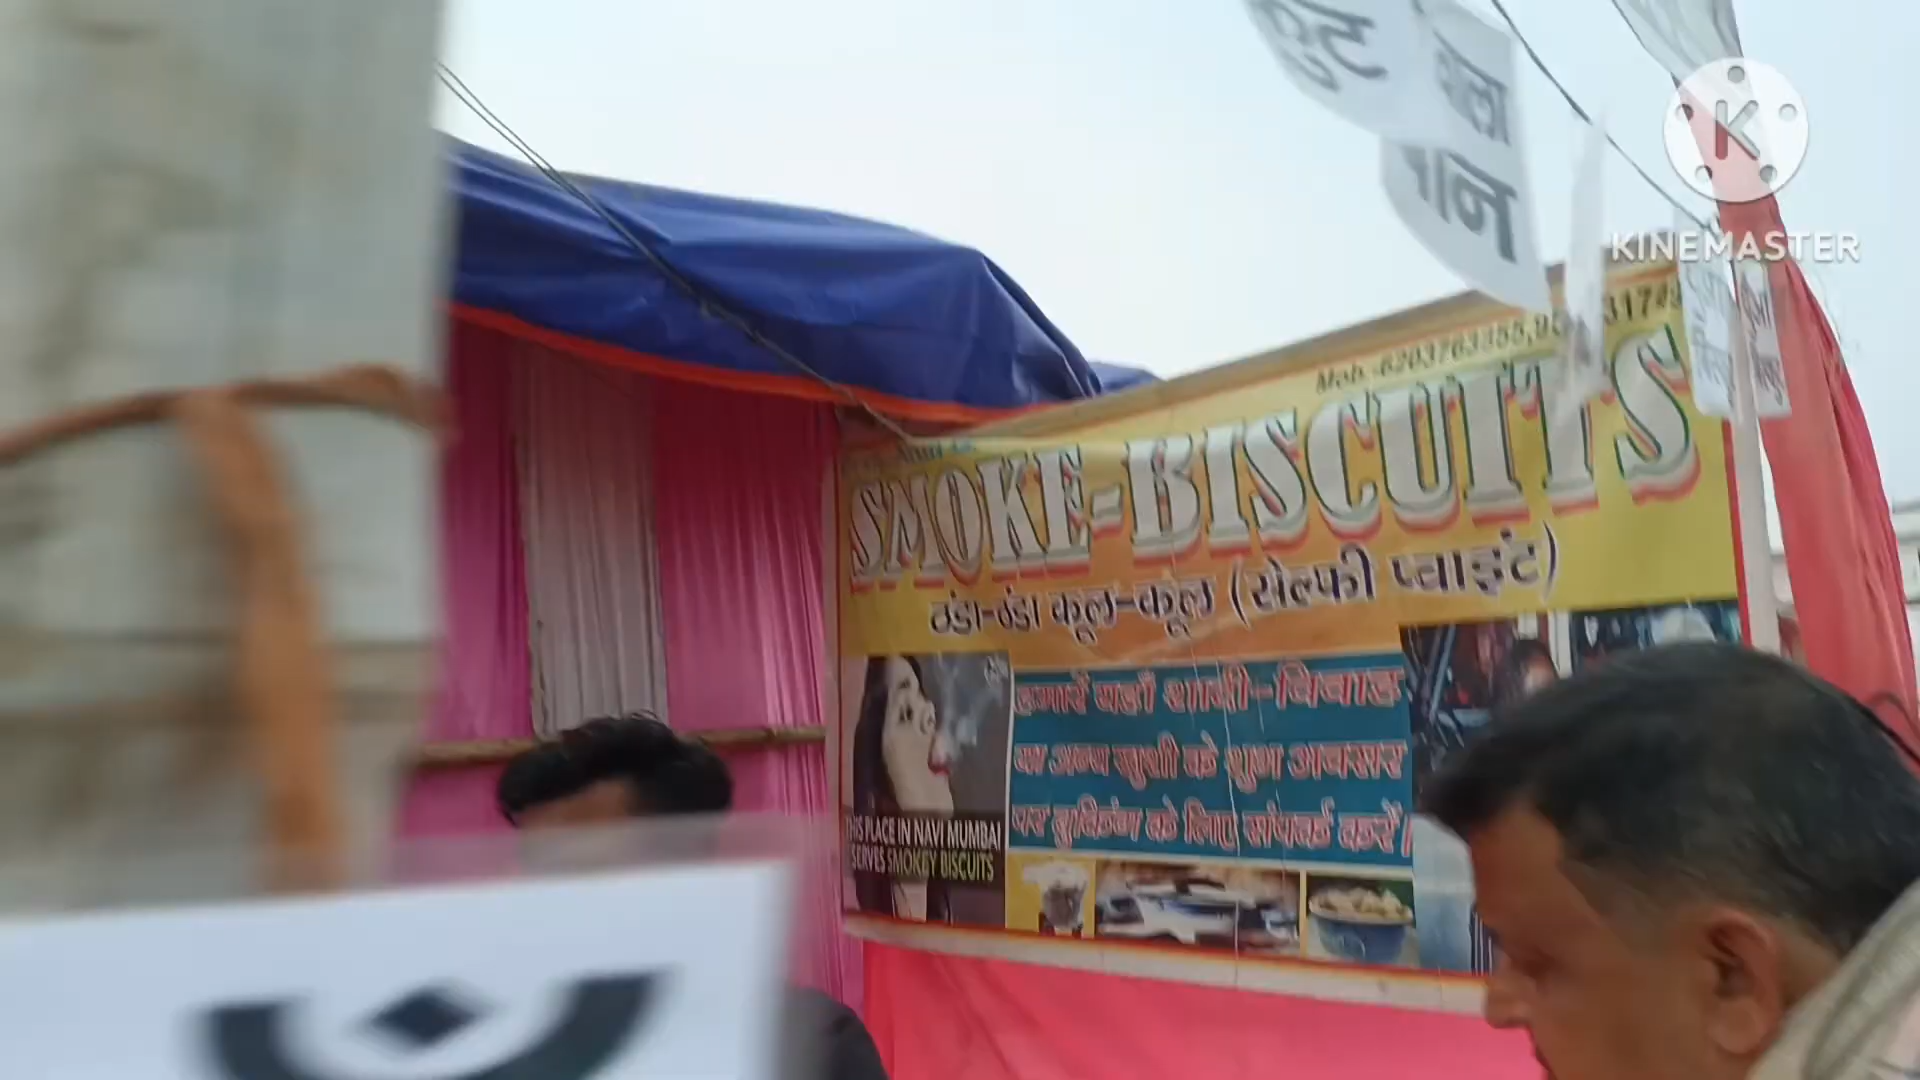 KINEMASTER
SMOKE-BISCUITS
ठंडा-ठंडा कूल-कूल (सेल्फी प्वाइंट)
हमारे यहाँ शादी-विवाह
या अन्य खुशी के शुभ अवसर
पर बुकिंग के लिए संपर्क करें।
THIS PLACE IN NAVI MUMBAI
SERVES SMOKEY BISCUITS